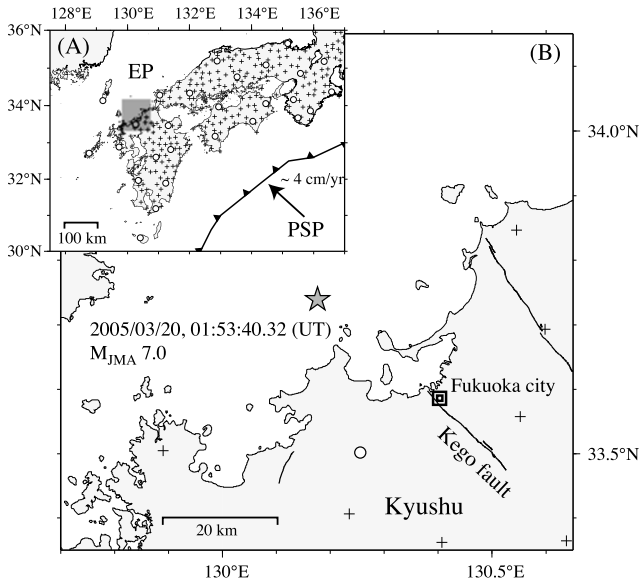 128°E 130°E 132°E 134°E 136°E
36°N
(A)
(B)
EP
34°N
34.0°N
32°N
~ 4 cm/yr
PSP
100 km
30°N
2005/03/20, 01:53:40.32 (UT)
MJMA 7.0
Fukuoka city
33.5°N
Kego fault
Kyushu
20 km
130°E 130.5°E